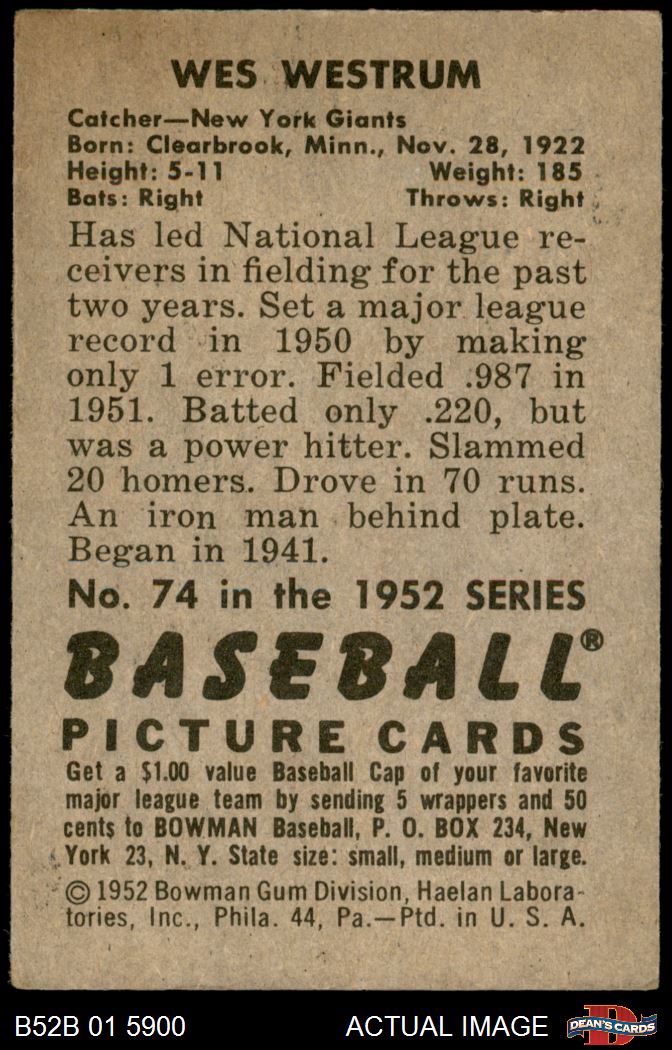 WES WESTRUM
Catcher—New York Giants
Born: Clearbrook, Minn., Nov. 28, 1922
Height: 5-11 Weight: 185
Bats: Right Throws: Right
Has led National League re-
ceivers in fielding for the past
two years. Set a major league
record in 1950 by making
only 1 error. Fielded .987 in
1951. Batted only .220, but
was a power hitter. Slammed
20 homers. Drove in 70 runs.
An iron man behind plate.
Began in 1941.
No. 74 in the 1952 SERIES
BASEBALL®
PICTURE CARDS
Get a $1.00 value Baseball Cap of your favorite
major league team by sending 5 wrappers and 50
cents to BOWMAN Baseball, P. O. BOX 234, New
York 23, N. Y. State size: small, medium or large.
© 1952 Bowman Gum Division, Haelan Labora-
tories, Inc., Phila. 44, Pa.—Ptd. in U. S. A.
B52B 01 5900 ACTUAL IMAGE
D
DEAN'S CARDS